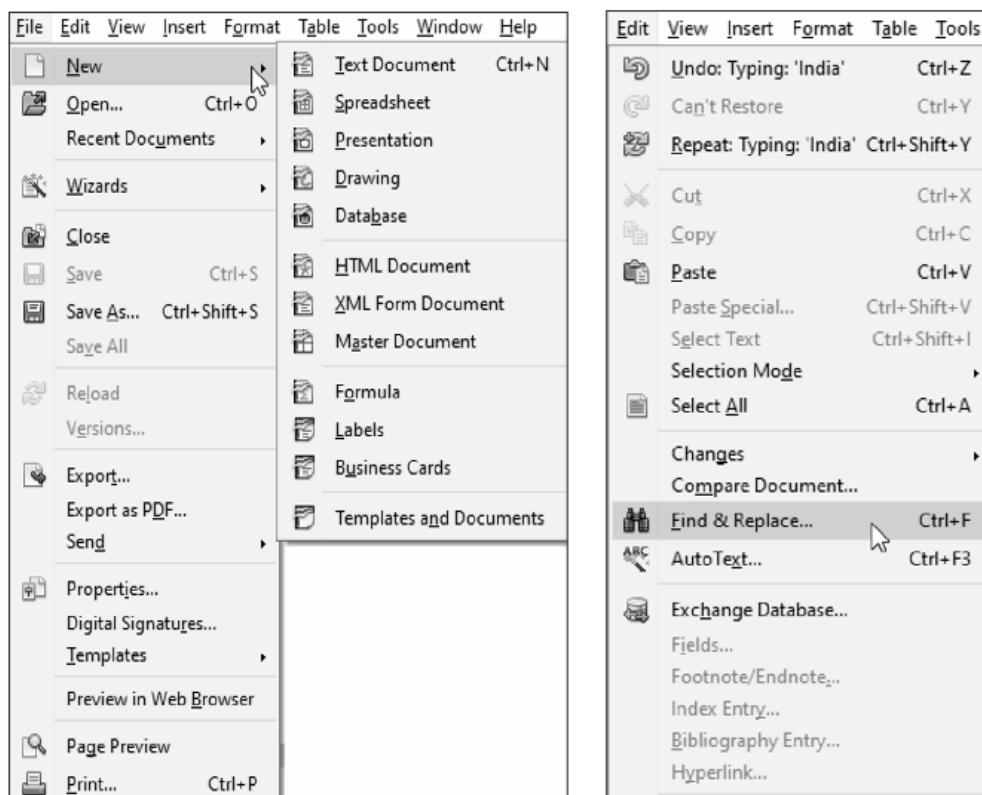 File Edit View Insert Format Table Tools Window Help
New
Open... Ctrl+O
Recent Documents
Wizards
Close
Save Ctrl+S
Save As... Ctrl+Shift+S
Save All
Reload
Versions...
Export...
Export as PDF...
Send
Properties...
Digital Signatures...
Templates
Preview in Web Browser
Page Preview
Print... Ctrl+P
Text Document Ctrl+N
Spreadsheet
Presentation
Drawing
Database
HTML Document
XML Form Document
Master Document
Formula
Labels
Business Cards
Templates and Documents
Edit View Insert Format Table Tools
Undo: Typing: 'India' Ctrl+Z
Can't Restore Ctrl+Y
Repeat: Typing: 'India' Ctrl+Shift+Y
Cut Ctrl+X
Copy Ctrl+C
Paste Ctrl+V
Paste Special... Ctrl+Shift+V
Select Text Ctrl+Shift+I
Selection Mode
Select All Ctrl+A
Changes
Compare Document...
Find & Replace... Ctrl+F
ABC AutoText... Ctrl+F3
Exchange Database...
Fields...
Footnote/Endnote...
Index Entry...
Bibliography Entry...
Hyperlink...